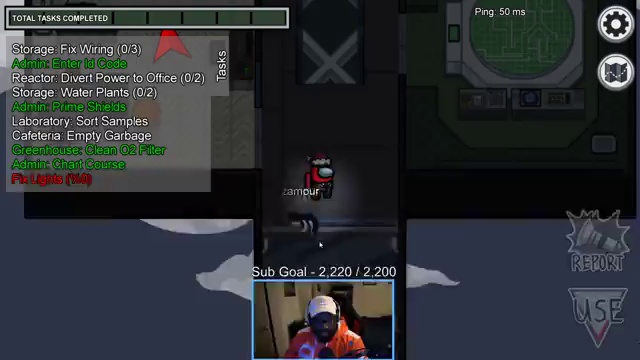 TOTAL TASKS COMPLETED
Ping: 50 ms
Storage: Fix Wiring (0/3)
Admin: Enter Id Code
Reactor: Divert Power to Office (0/2)
Storage: Water Plants (0/2)
Admin: Prime Shields
Laboratory: Sort Samples
Cafeteria: Empty Garbage
Greenhouse: Clean O2 Filter
Admin: Chart Course
Fix Lights
Tasks
zampur
REPORT
USE
Sub Goal - 2,220 / 2,200